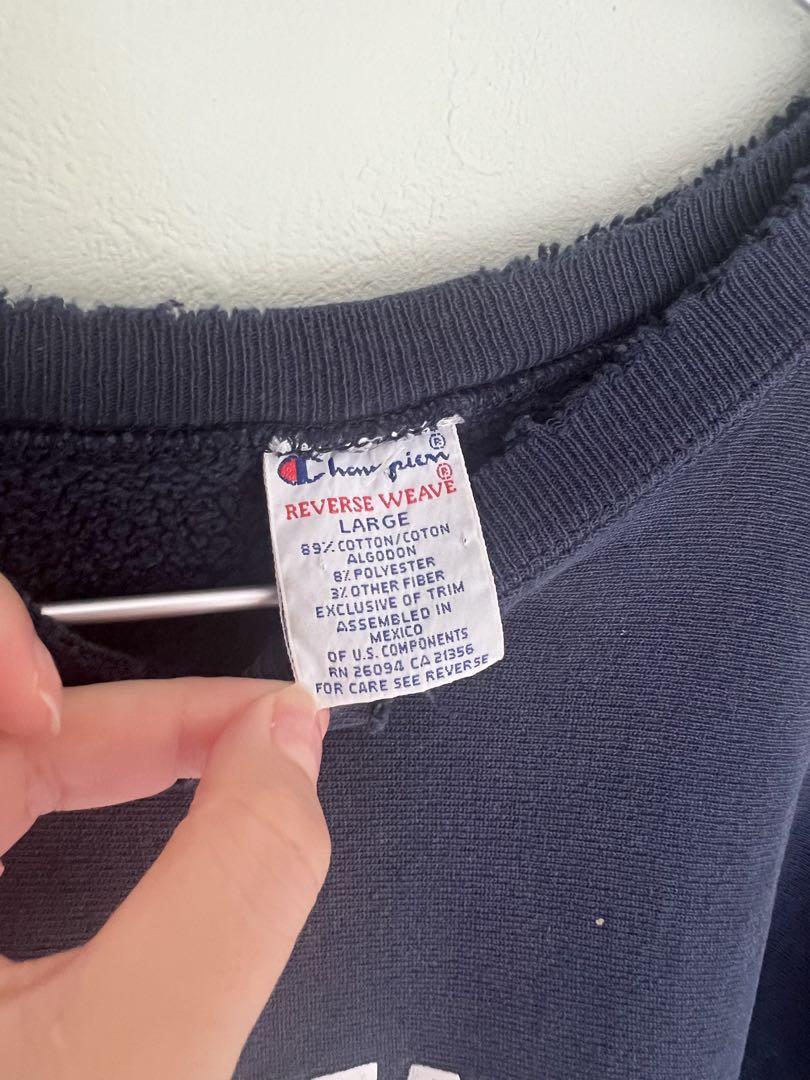 Champion®
REVERSE WEAVE®
LARGE
89% COTTON/COTON
ALGODON
8% POLYESTER
3% OTHER FIBER
EXCLUSIVE OF TRIM
ASSEMBLED IN
MEXICO
OF U.S. COMPONENTS
RN 26094 CA 21356
FOR CARE SEE REVERSE